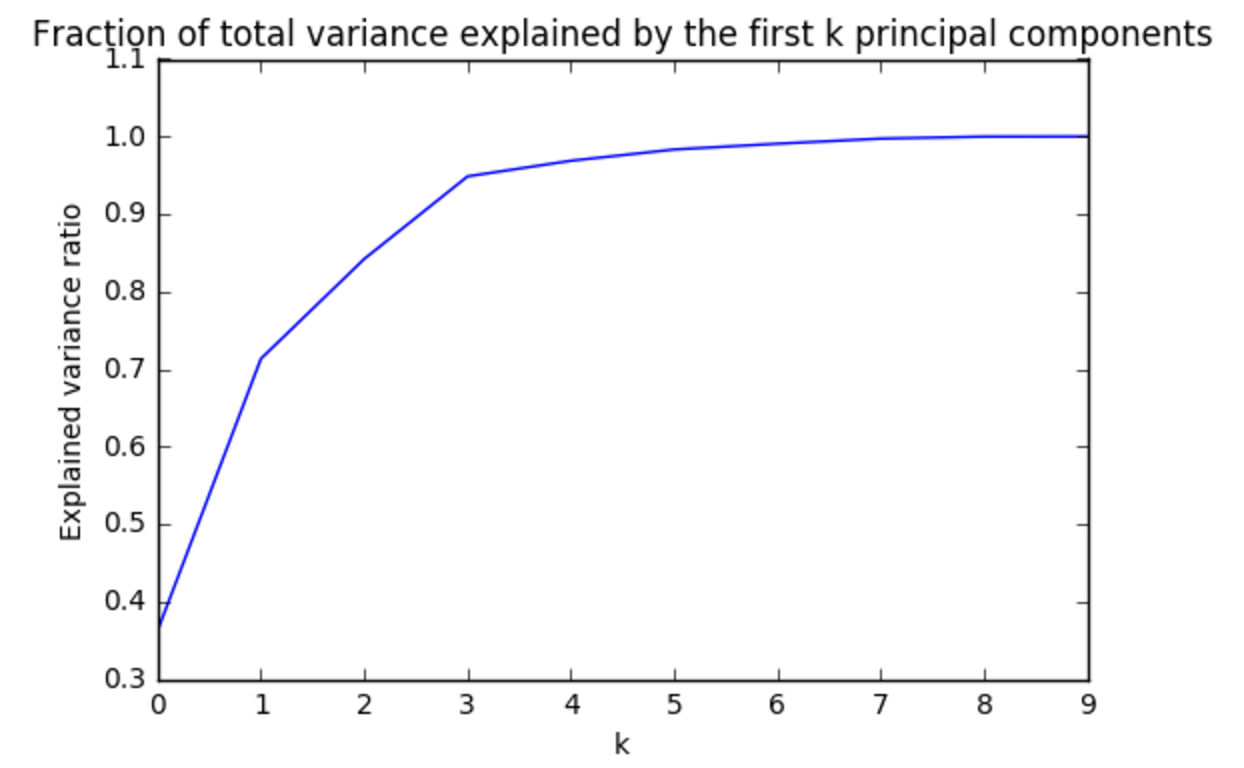 Fraction of total variance explained by the first k principal components
1.1
1.0
0.9
0.8
0.7
0.6
0.5
0.4
0.3
Explained variance ratio
0 1 2 3 4 5 6 7 8 9
k